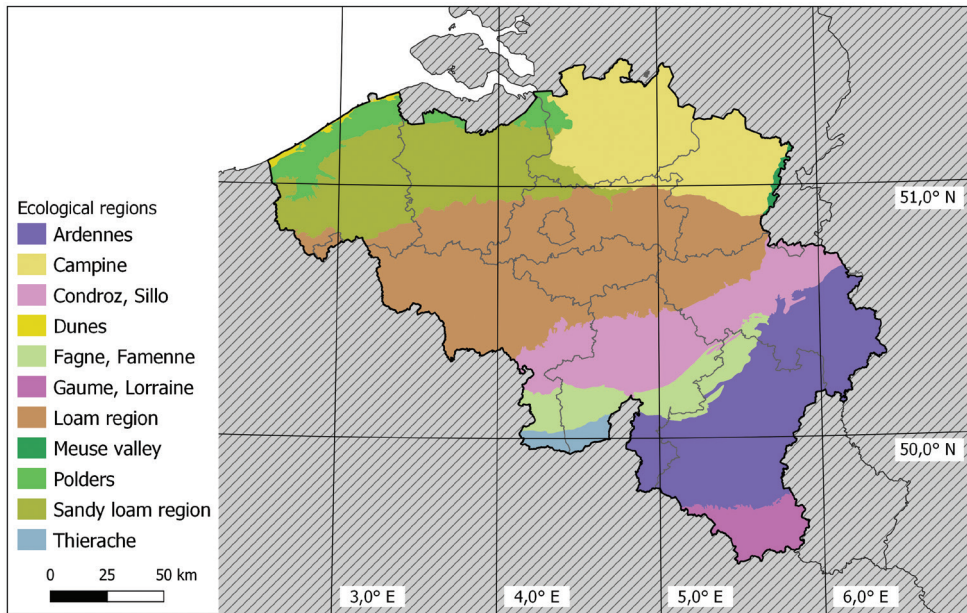 51,0° N
Ecological regions
Ardennes
Campine
Condroz, Sillo
Dunes
Fagne, Famenne
Gaume, Lorraine
Loam region
Meuse valley
Polders
Sandy loam region
Thierache
50,0° N
0 25 50 km
3,0° E 4,0° E 5,0° E 6,0° E